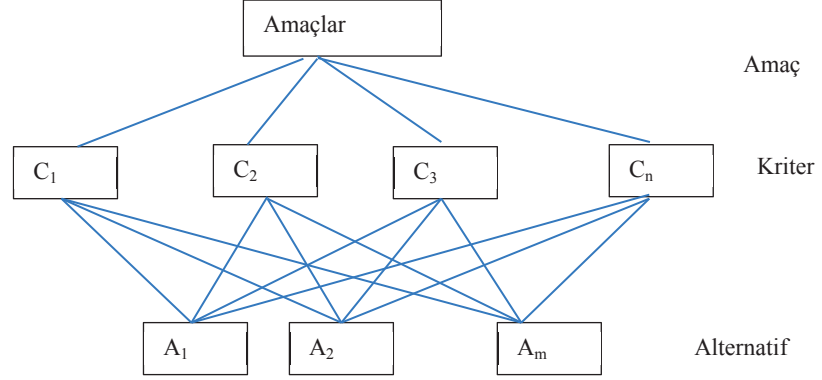 Amaçlar
Amaç
C₁ C₂ C₃ Cₙ Kriter
A₁ A₂ Aₘ Alternatif